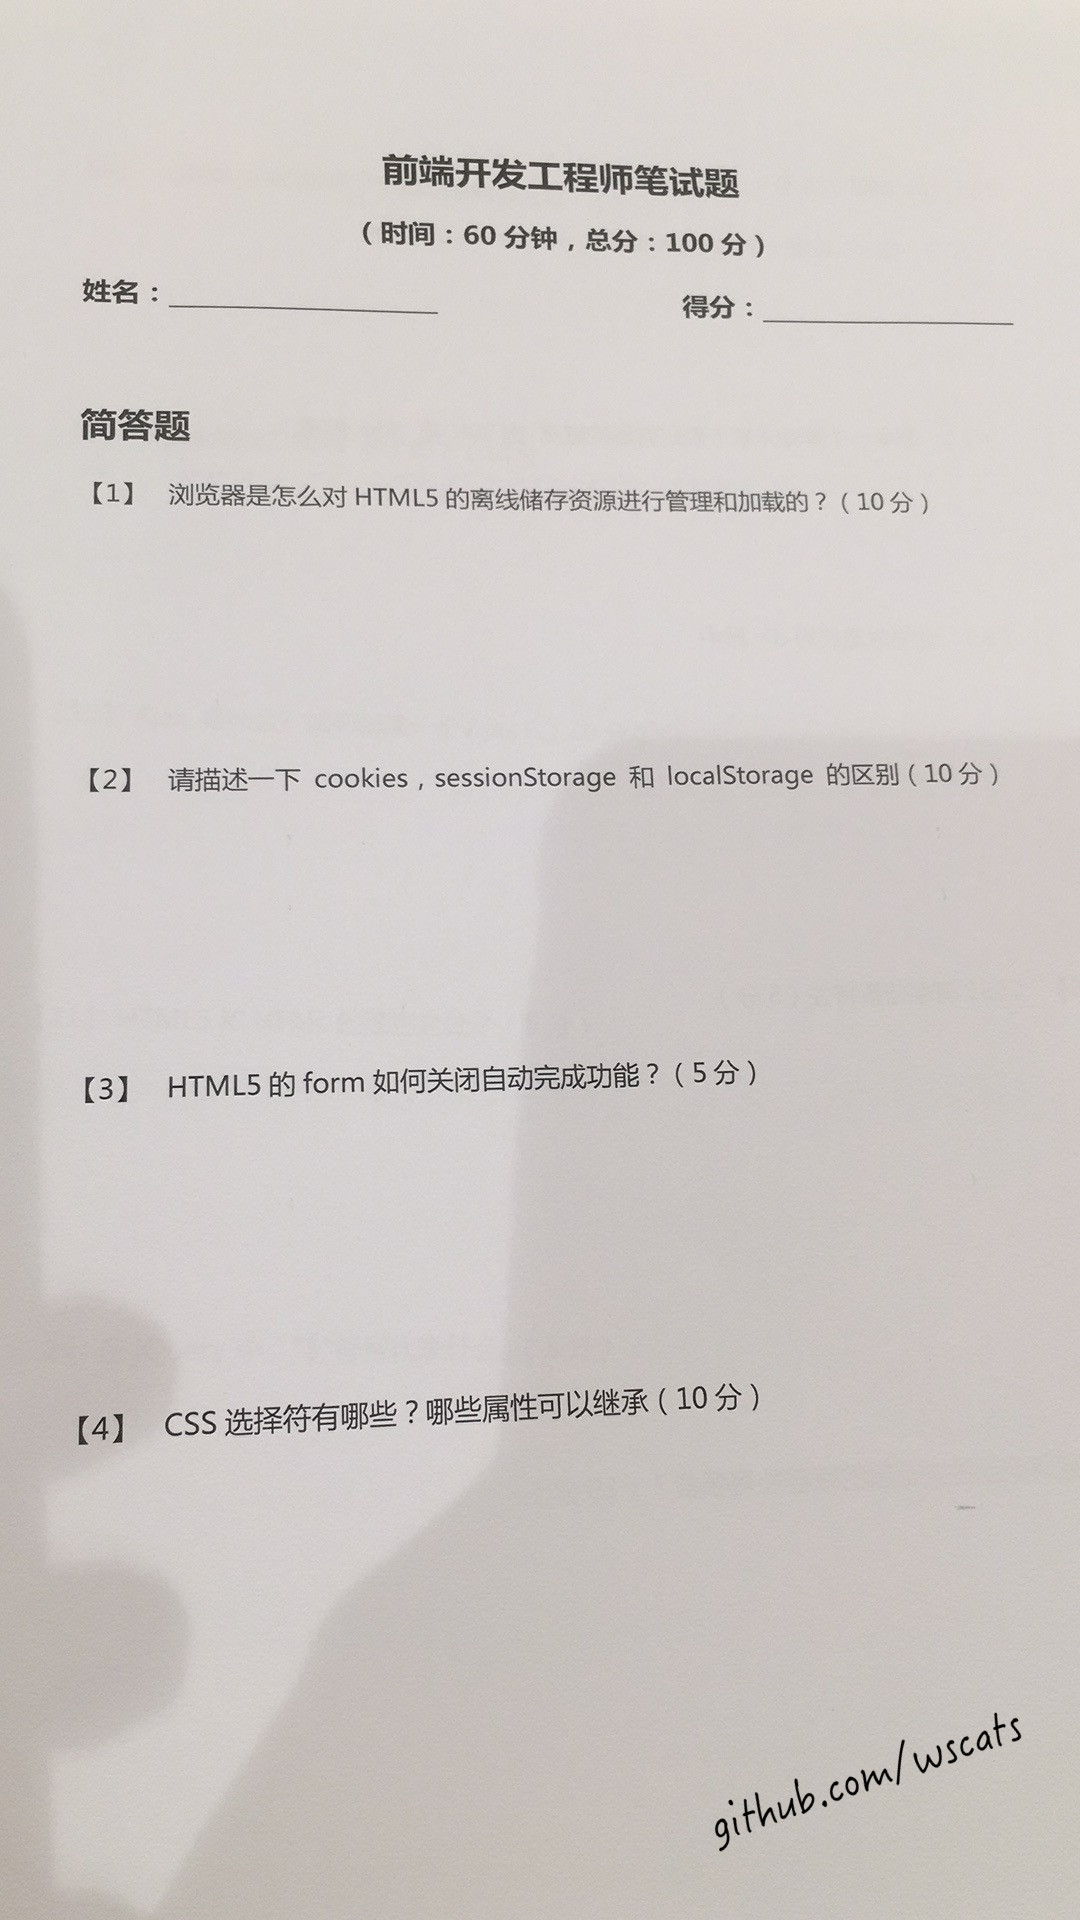 前端开发工程师笔试题
（时间：60 分钟，总分：100 分）
姓名：
得分：
简答题
【1】 浏览器是怎么对 HTML5 的离线储存资源进行管理和加载的？（10 分）
【2】 请描述一下 cookies，sessionStorage 和 localStorage 的区别（10 分）
【3】 HTML5 的 form 如何关闭自动完成功能？（5 分）
【4】 CSS 选择符有哪些？哪些属性可以继承（10 分）
github.com/wscats